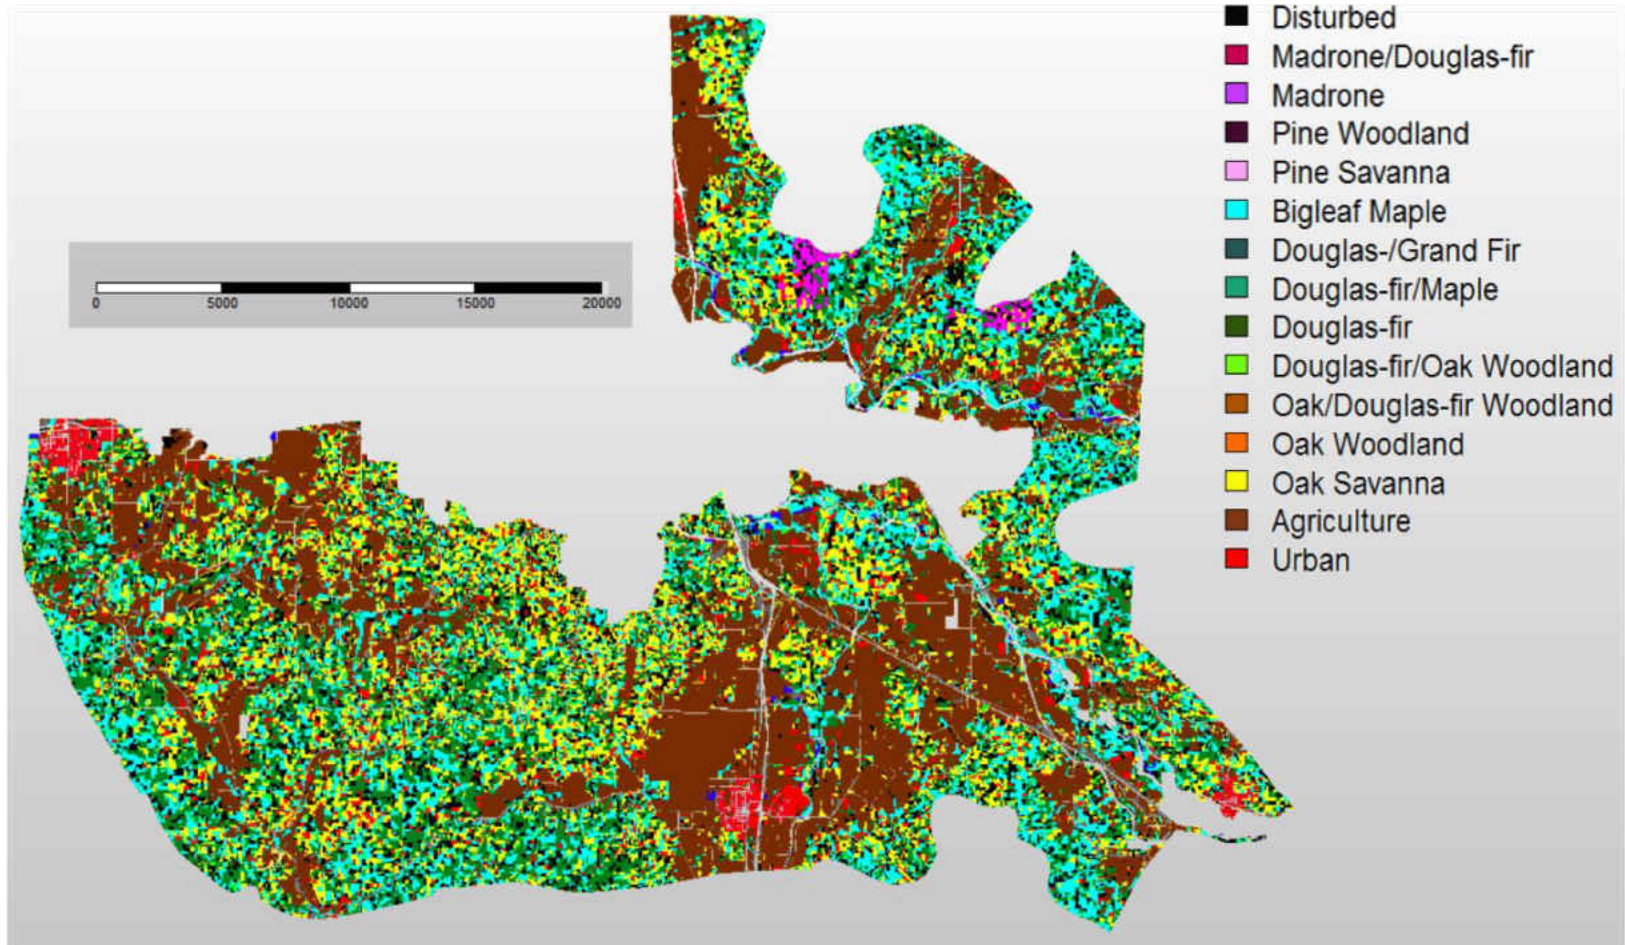 Disturbed
Madrone/Douglas-fir
Madrone
Pine Woodland
Pine Savanna
Bigleaf Maple
Douglas-/Grand Fir
Douglas-fir/Maple
Douglas-fir
Douglas-fir/Oak Woodland
Oak/Douglas-fir Woodland
Oak Woodland
Oak Savanna
Agriculture
Urban
0 5000 10000 15000 20000